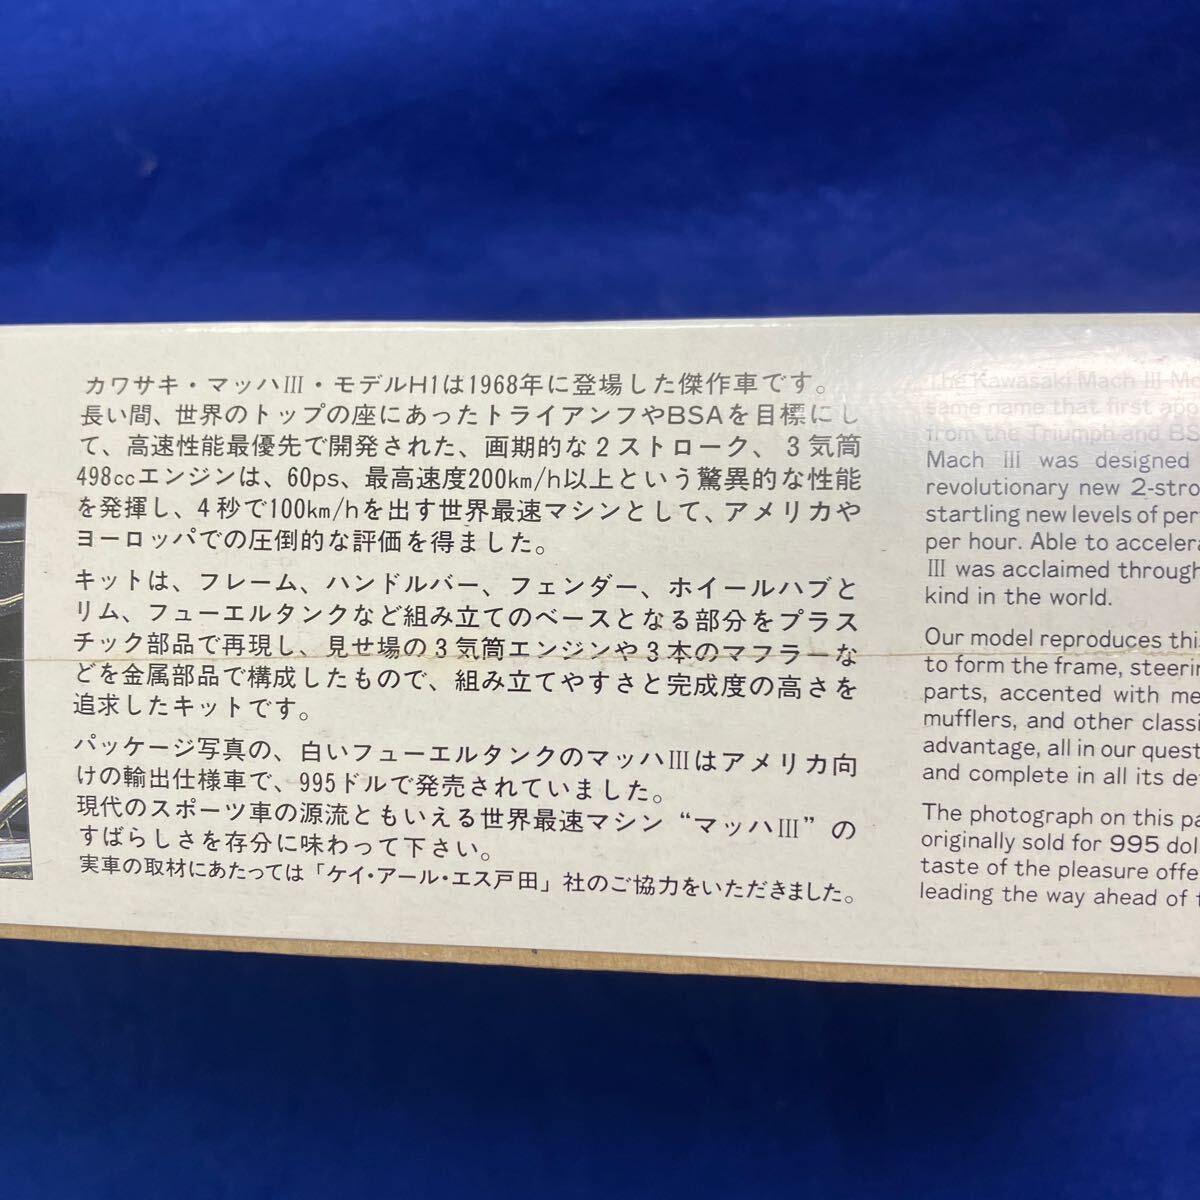 カワサキ・マッハⅢ・モデルH1は1968年に登場した傑作車です。
長い間、世界のトップの座にあったトライアンフやBSAを目標にし
て、高速性能最優先で開発された、画期的な2ストローク、3気筒
498ccエンジンは、60ps、最高速度200km/h以上という驚異的な性能
を発揮し、4秒で100km/hを出す世界最速マシンとして、アメリカや
ヨーロッパでの圧倒的な評価を得ました。
キットは、フレーム、ハンドルバー、フェンダー、ホイールハブと
リム、フューエルタンクなど組み立てのベースとなる部分をプラス
チック部品で再現し、見せ場の3気筒エンジンや3本のマフラーな
どを金属部品で構成したもので、組み立てやすさと完成度の高さを
追求したキットです。
パッケージ写真の、白いフューエルタンクのマッハⅢはアメリカ向
けの輸出仕様車で、995ドルで発売されていました。
現代のスポーツ車の源流ともいえる世界最速マシン“マッハⅢ”の
すばらしさを存分に味わって下さい。
実車の取材にあたっては「ケイ・アール・エス戸田」社のご協力をいただきました。
The Kawasaki Mach Ⅲ Mo
same name that first app
from the Triumph and BS
Mach Ⅲ was designed
revolutionary new 2-stro
startling new levels of per
per hour. Able to accelera
Ⅲ was acclaimed through
kind in the world.
Our model reproduces thi
to form the frame, steerin
parts, accented with me
mufflers, and other classi
advantage, all in our quest
and complete in all its de
The photograph on this pa
originally sold for 995 dol
taste of the pleasure offe
leading the way ahead of